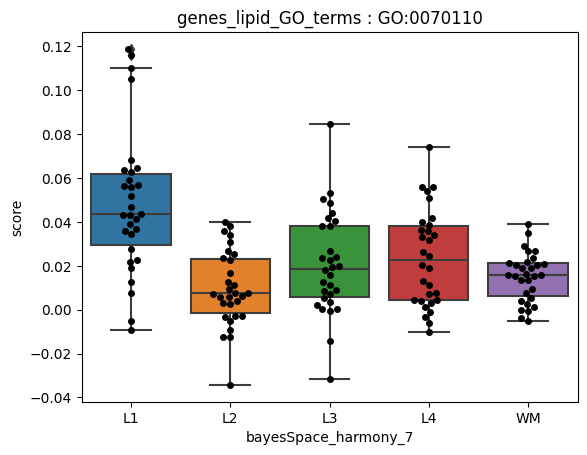 genes_lipid_GO_terms : GO:0070110
0.12
0.10
0.08
0.06
0.04
0.02
0.00
−0.02
−0.04
score
L1 L2 L3 L4 WM
bayesSpace_harmony_7